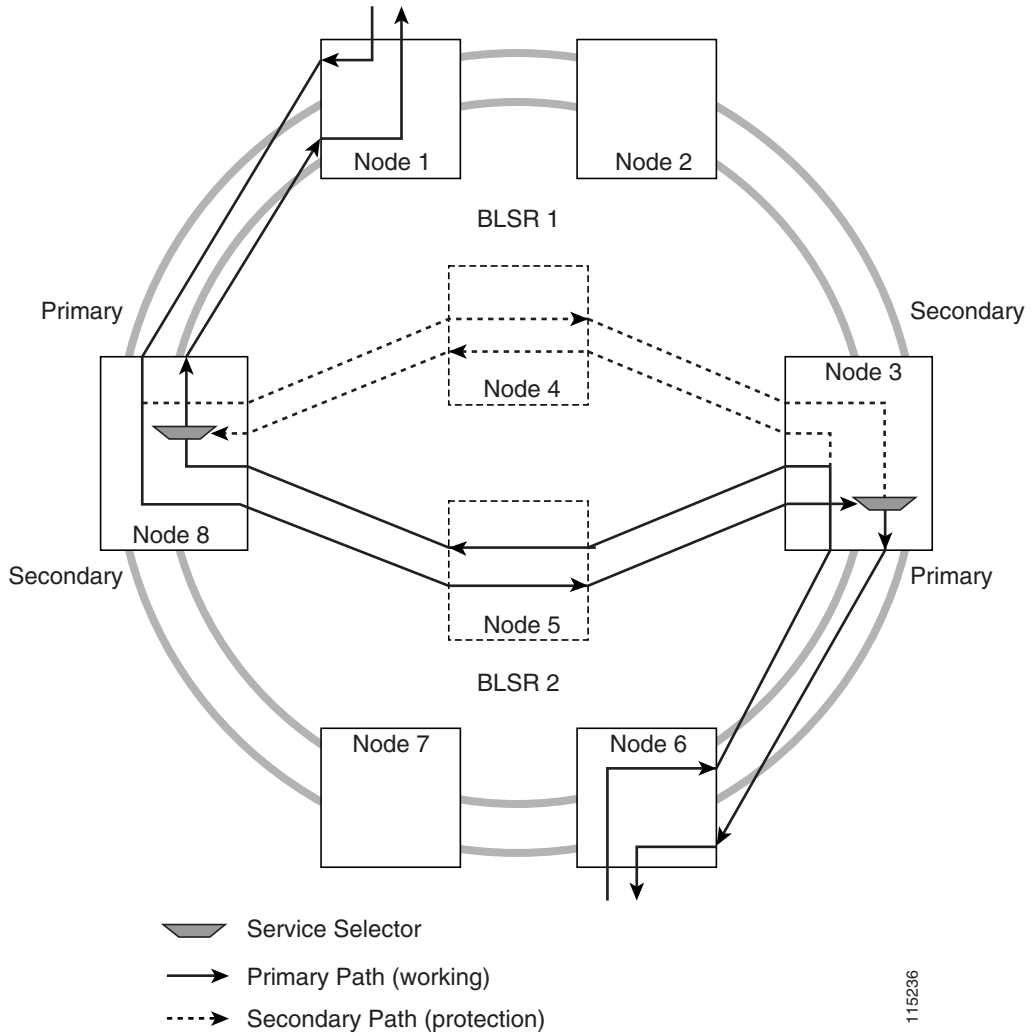 Node 1
Node 2
BLSR 1
Primary
Secondary
Node 4
Node 3
Node 8
Secondary
Primary
Node 5
BLSR 2
Node 7
Node 6
Service Selector
Primary Path (working)
Secondary Path (protection)
115236